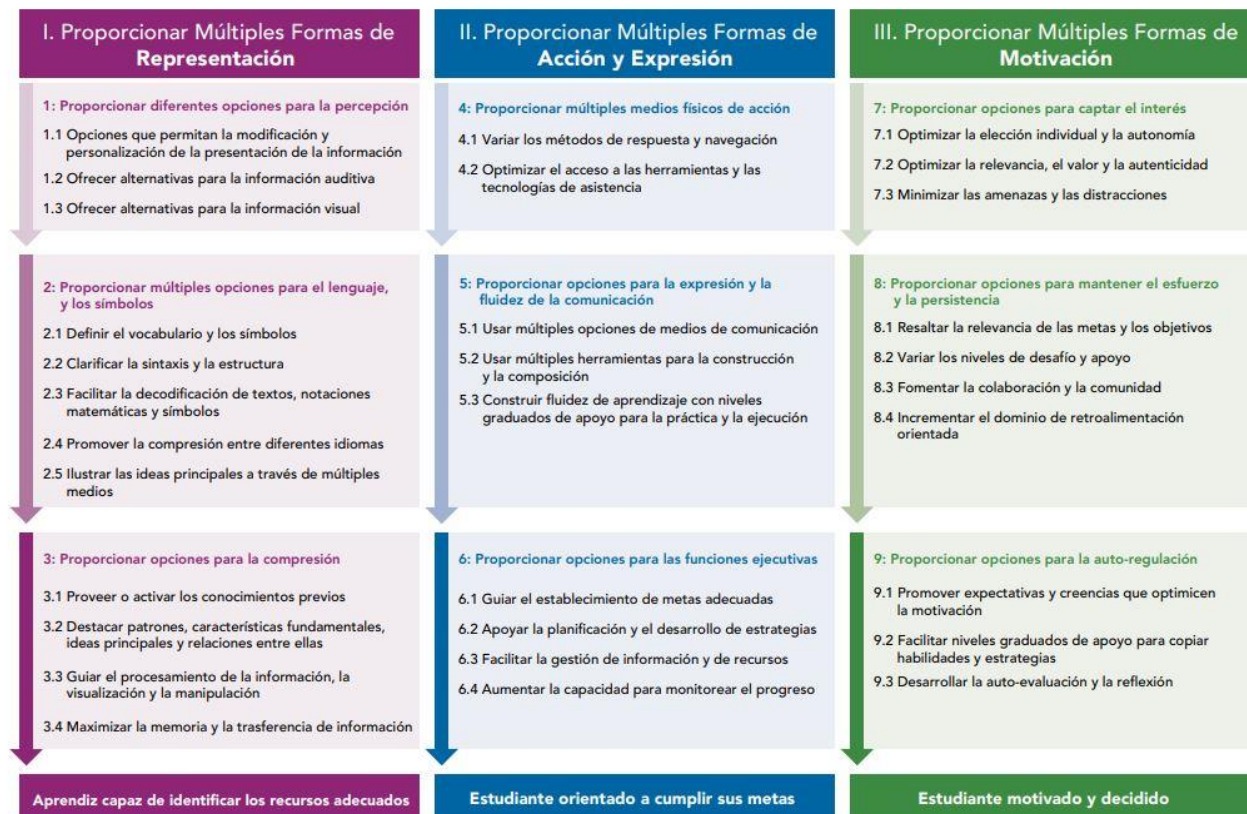 I. Proporcionar Múltiples Formas de
Representación
1: Proporcionar diferentes opciones para la percepción
1.1 Opciones que permitan la modificación y
personalización de la presentación de la información
1.2 Ofrecer alternativas para la información auditiva
1.3 Ofrecer alternativas para la información visual
2: Proporcionar múltiples opciones para el lenguaje,
y los símbolos
2.1 Definir el vocabulario y los símbolos
2.2 Clarificar la sintaxis y la estructura
2.3 Facilitar la decodificación de textos, notaciones
matemáticas y símbolos
2.4 Promover la compresión entre diferentes idiomas
2.5 Ilustrar las ideas principales a través de múltiples
medios
3: Proporcionar opciones para la compresión
3.1 Proveer o activar los conocimientos previos
3.2 Destacar patrones, características fundamentales,
ideas principales y relaciones entre ellas
3.3 Guiar el procesamiento de la información, la
visualización y la manipulación
3.4 Maximizar la memoria y la trasferencia de información
Aprendiz capaz de identificar los recursos adecuados
II. Proporcionar Múltiples Formas de
Acción y Expresión
4: Proporcionar múltiples medios físicos de acción
4.1 Variar los métodos de respuesta y navegación
4.2 Optimizar el acceso a las herramientas y las
tecnologías de asistencia
5: Proporcionar opciones para la expresión y la
fluidez de la comunicación
5.1 Usar múltiples opciones de medios de comunicación
5.2 Usar múltiples herramientas para la construcción
y la composición
5.3 Construir fluidez de aprendizaje con niveles
graduados de apoyo para la práctica y la ejecución
6: Proporcionar opciones para las funciones ejecutivas
6.1 Guiar el establecimiento de metas adecuadas
6.2 Apoyar la planificación y el desarrollo de estrategias
6.3 Facilitar la gestión de información y de recursos
6.4 Aumentar la capacidad para monitorear el progreso
Estudiante orientado a cumplir sus metas
III. Proporcionar Múltiples Formas de
Motivación
7: Proporcionar opciones para captar el interés
7.1 Optimizar la elección individual y la autonomía
7.2 Optimizar la relevancia, el valor y la autenticidad
7.3 Minimizar las amenazas y las distracciones
8: Proporcionar opciones para mantener el esfuerzo
y la persistencia
8.1 Resaltar la relevancia de las metas y los objetivos
8.2 Variar los niveles de desafío y apoyo
8.3 Fomentar la colaboración y la comunidad
8.4 Incrementar el dominio de retroalimentación
orientada
9: Proporcionar opciones para la auto-regulación
9.1 Promover expectativas y creencias que optimicen
la motivación
9.2 Facilitar niveles graduados de apoyo para copiar
habilidades y estrategias
9.3 Desarrollar la auto-evaluación y la reflexión
Estudiante motivado y decidido